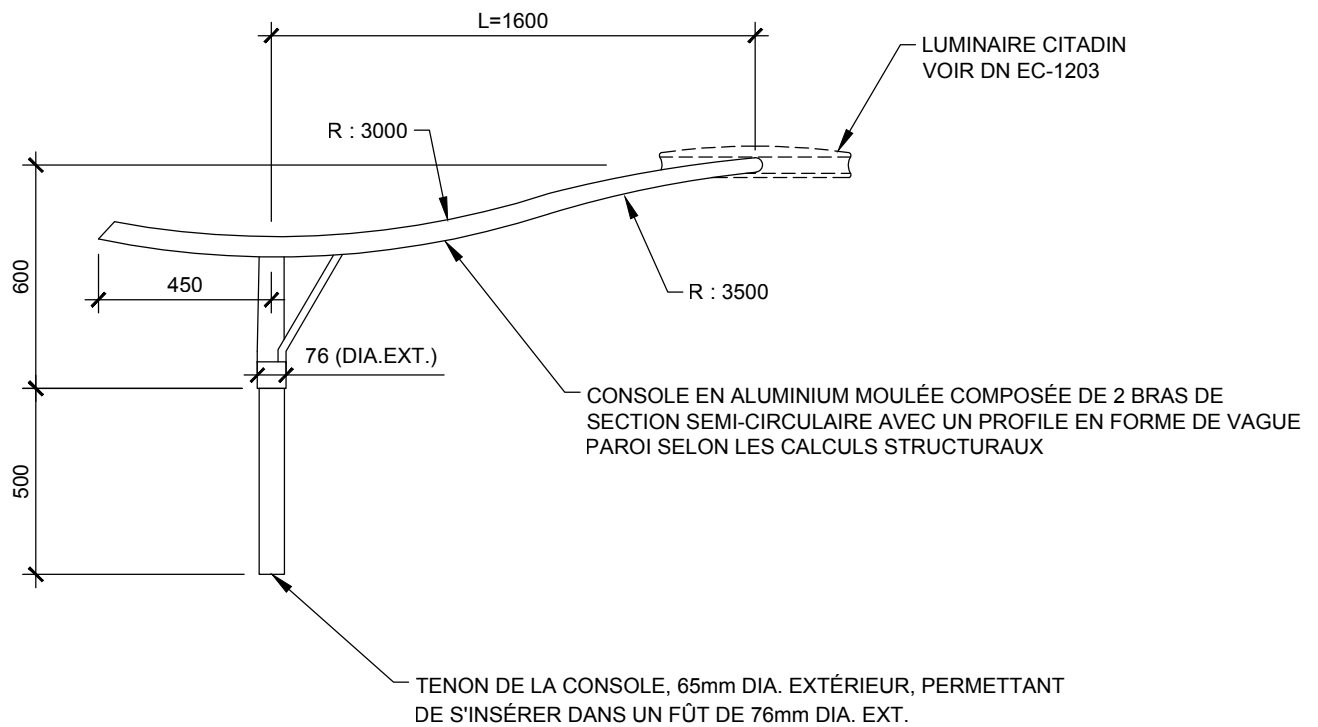 L=1600
LUMINAIRE CITADIN
VOIR DN EC-1203
R : 3000
600
450
R : 3500
76 (DIA.EXT.)
CONSOLE EN ALUMINIUM MOULÉE COMPOSÉE DE 2 BRAS DE
SECTION SEMI-CIRCULAIRE AVEC UN PROFILE EN FORME DE VAGUE
PAROI SELON LES CALCULS STRUCTURAUX
500
TENON DE LA CONSOLE, 65mm DIA. EXTÉRIEUR, PERMETTANT
DE S'INSÉRER DANS UN FÛT DE 76mm DIA. EXT.